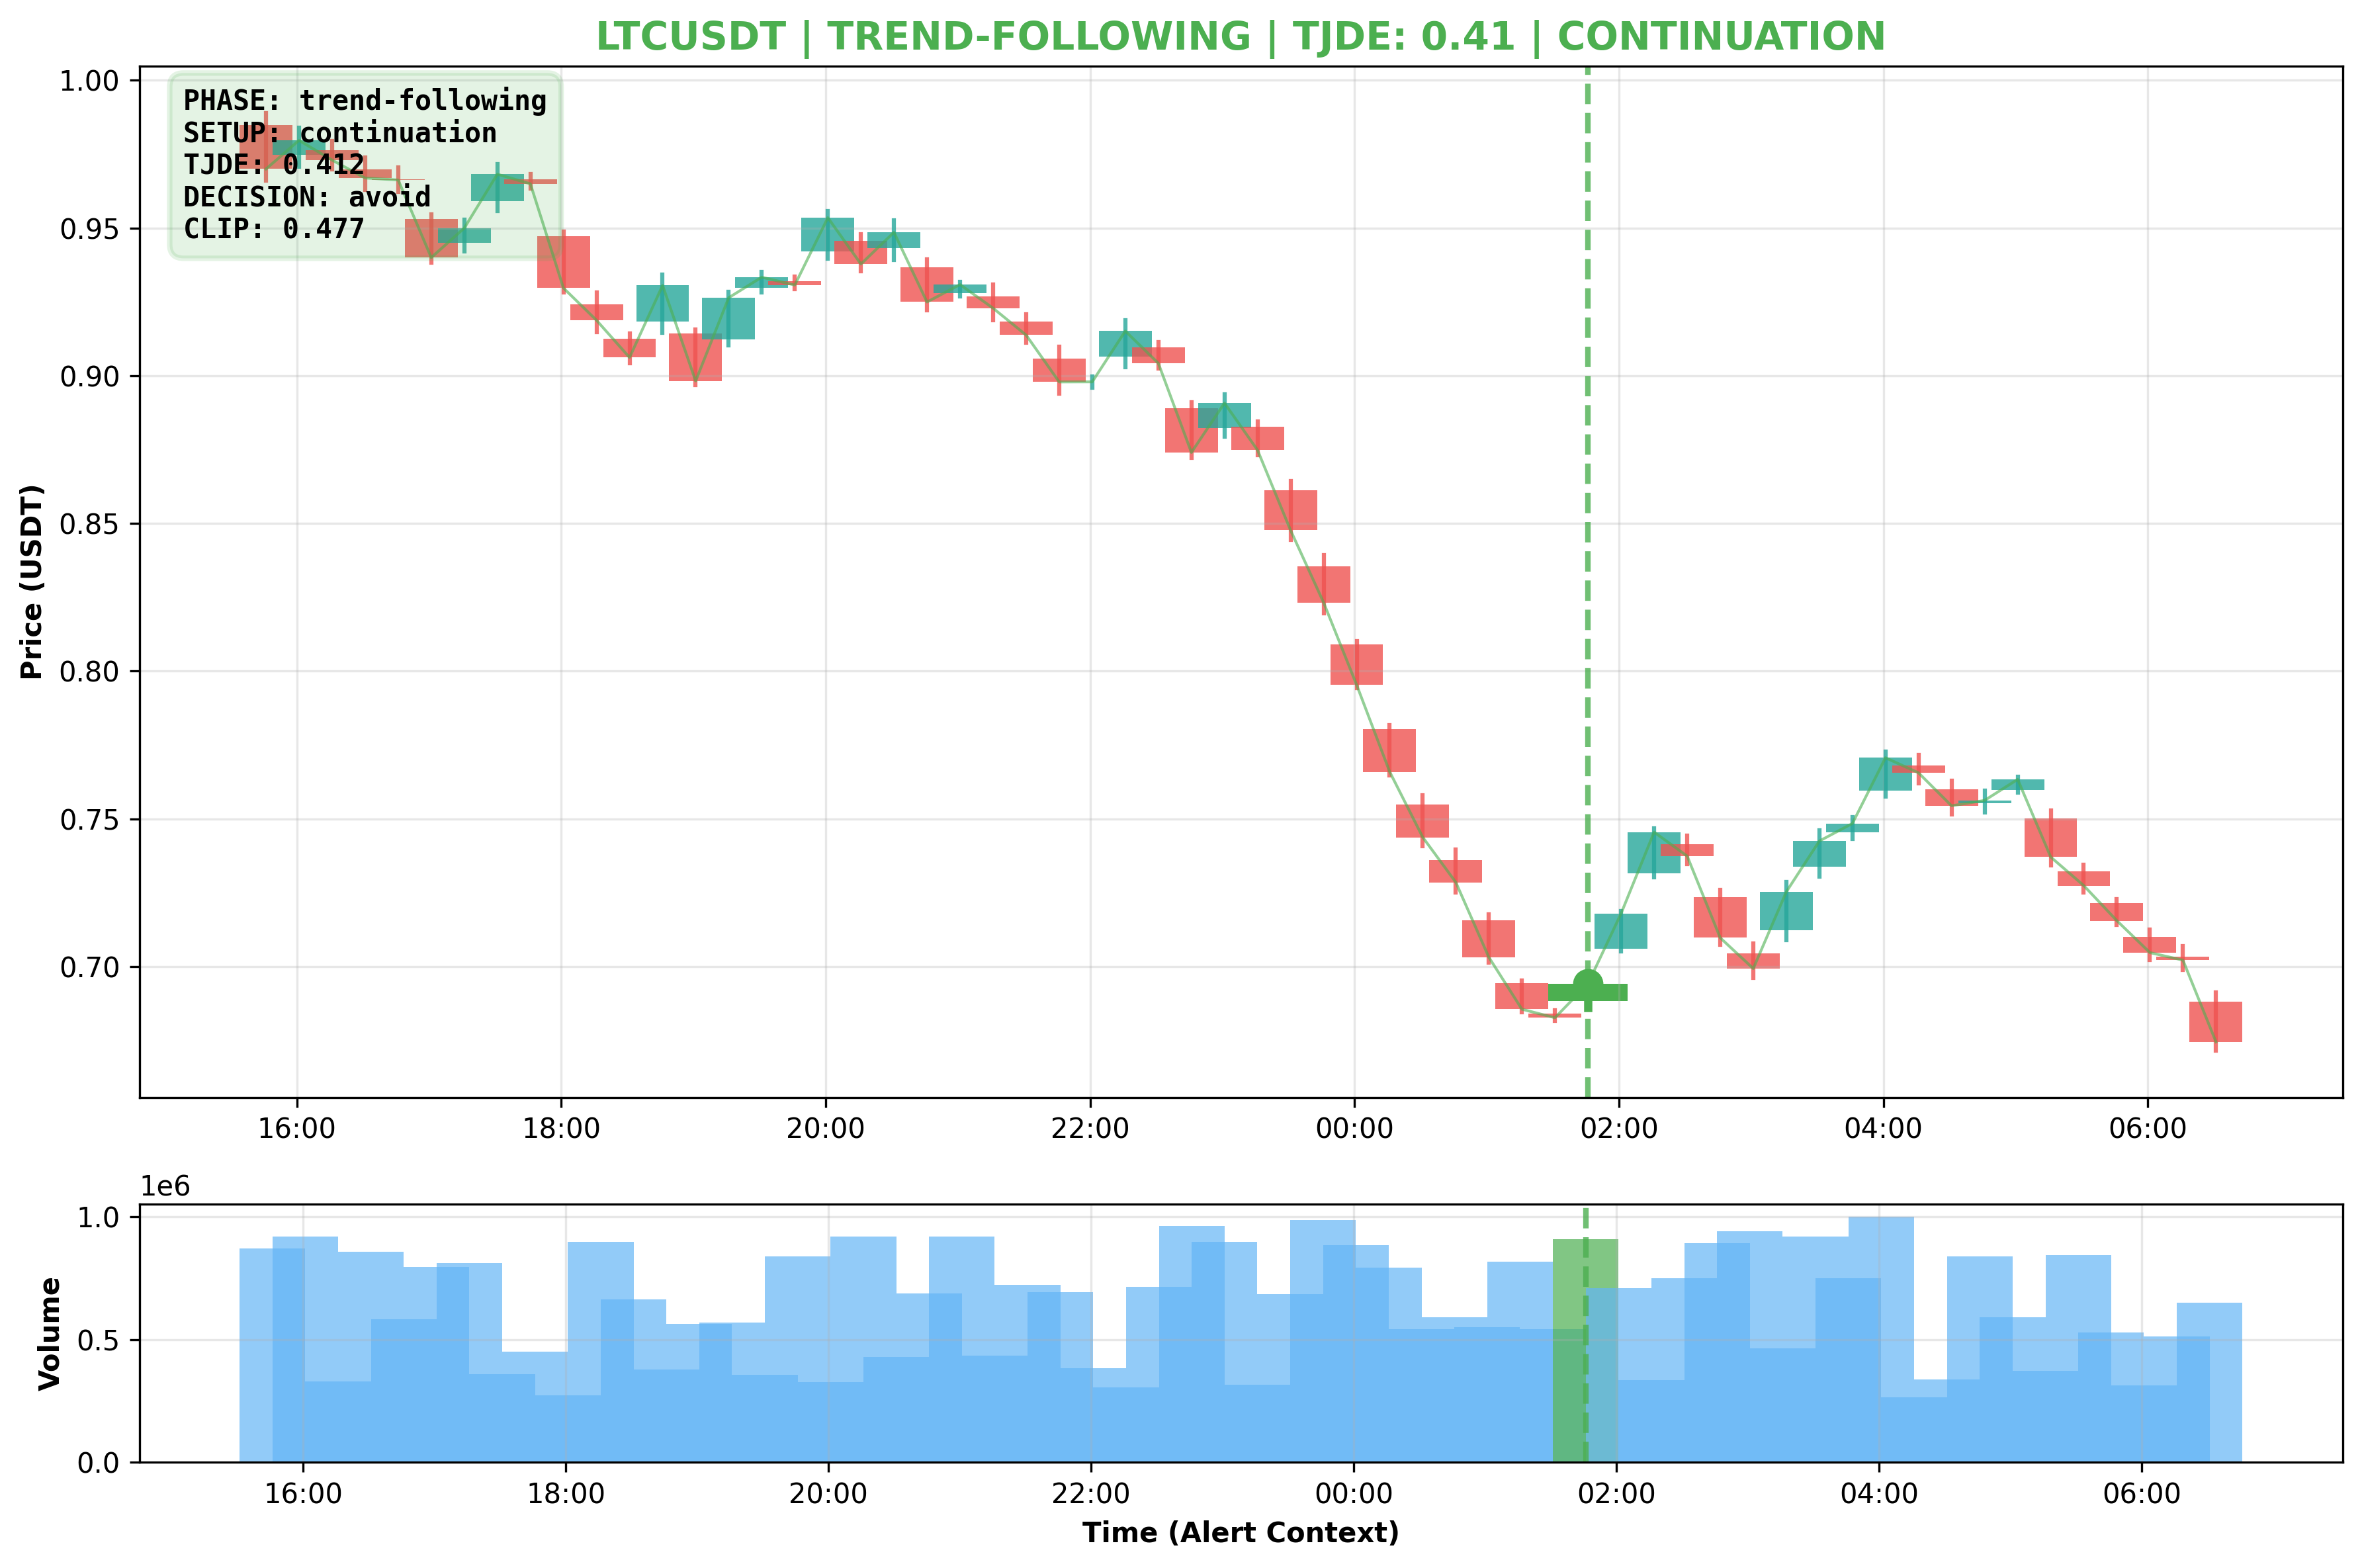 LTCUSDT | TREND-FOLLOWING | TJDE: 0.41 | CONTINUATION
PHASE: trend-following
SETUP: continuation
TJDE: 0.412
DECISION: avoid
CLIP: 0.477
Price (USDT)
1.00
0.95
0.90
0.85
0.80
0.75
0.70
16:00 18:00 20:00 22:00 00:00 02:00 04:00 06:00
1e6
Volume
1.0
0.5
0.0
16:00 18:00 20:00 22:00 00:00 02:00 04:00 06:00
Time (Alert Context)